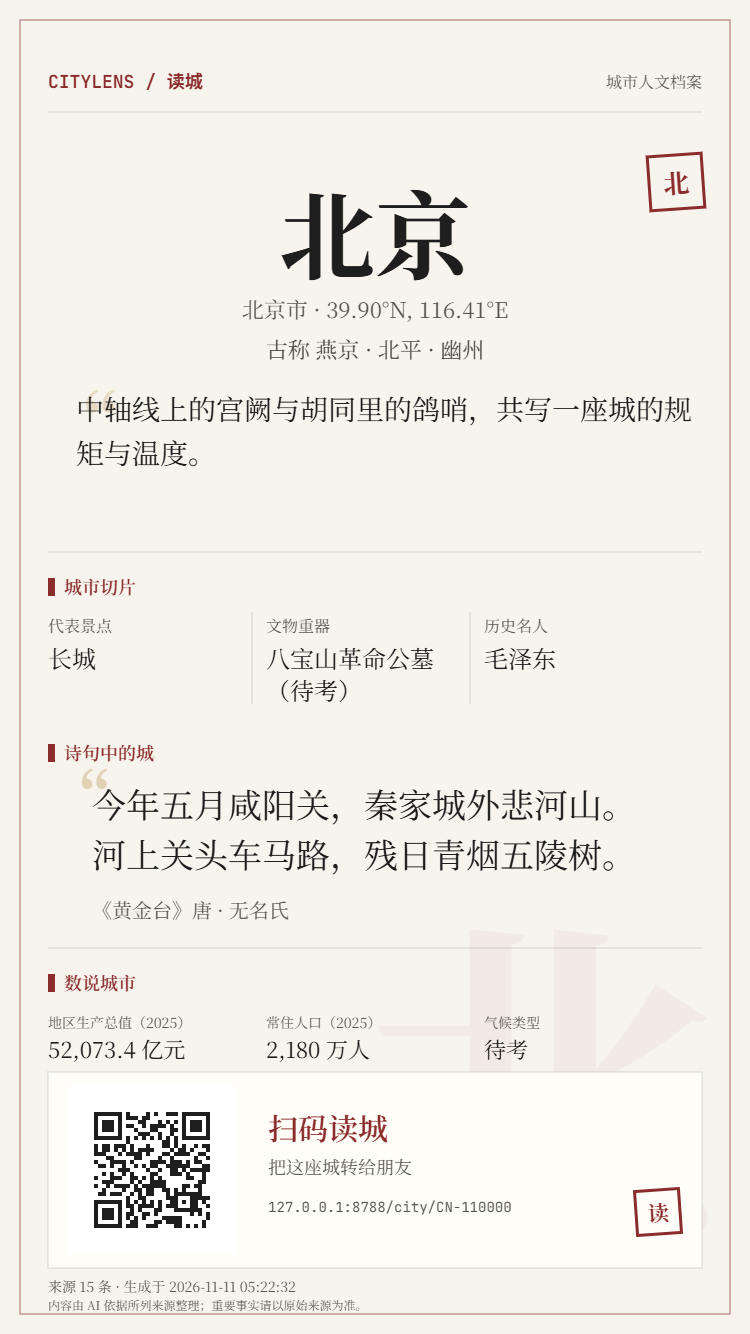 CITYLENS / 读城
城市人文档案
北
北京
北京市 · 39.90°N, 116.41°E
古称 燕京 · 北平 · 幽州
“
中轴线上的宫阙与胡同里的鸽哨，共写一座城的规
矩与温度。
城市切片
代表景点
长城
文物重器
八宝山革命公墓
（待考）
历史名人
毛泽东
诗句中的城
“
今年五月咸阳关，秦家城外悲河山。
河上关头车马路，残日青烟五陵树。
《黄金台》唐 · 无名氏
北
数说城市
地区生产总值（2025）
52,073.4 亿元
常住人口（2025）
2,180 万人
气候类型
待考
扫码读城
把这座城转给朋友
127.0.0.1:8788/city/CN-110000
读
来源 15 条 · 生成于 2026-11-11 05:22:32
内容由 AI 依据所列来源整理；重要事实请以原始来源为准。